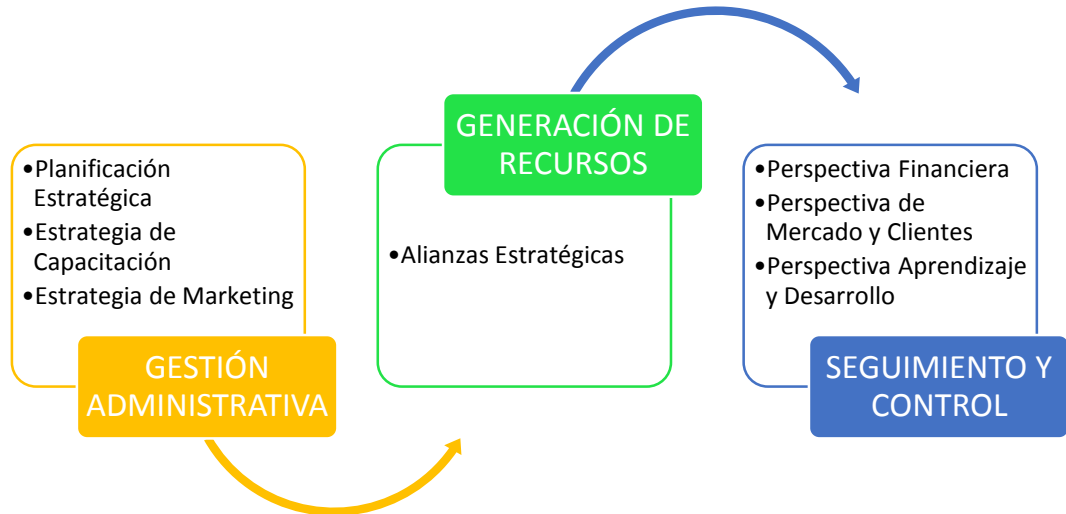 •Planificación
Estratégica
•Estrategia de
Capacitación
•Estrategia de Marketing
GESTIÓN
ADMINISTRATIVA
GENERACIÓN DE
RECURSOS
•Alianzas Estratégicas
•Perspectiva Financiera
•Perspectiva de
Mercado y Clientes
•Perspectiva Aprendizaje
y Desarrollo
SEGUIMIENTO Y
CONTROL